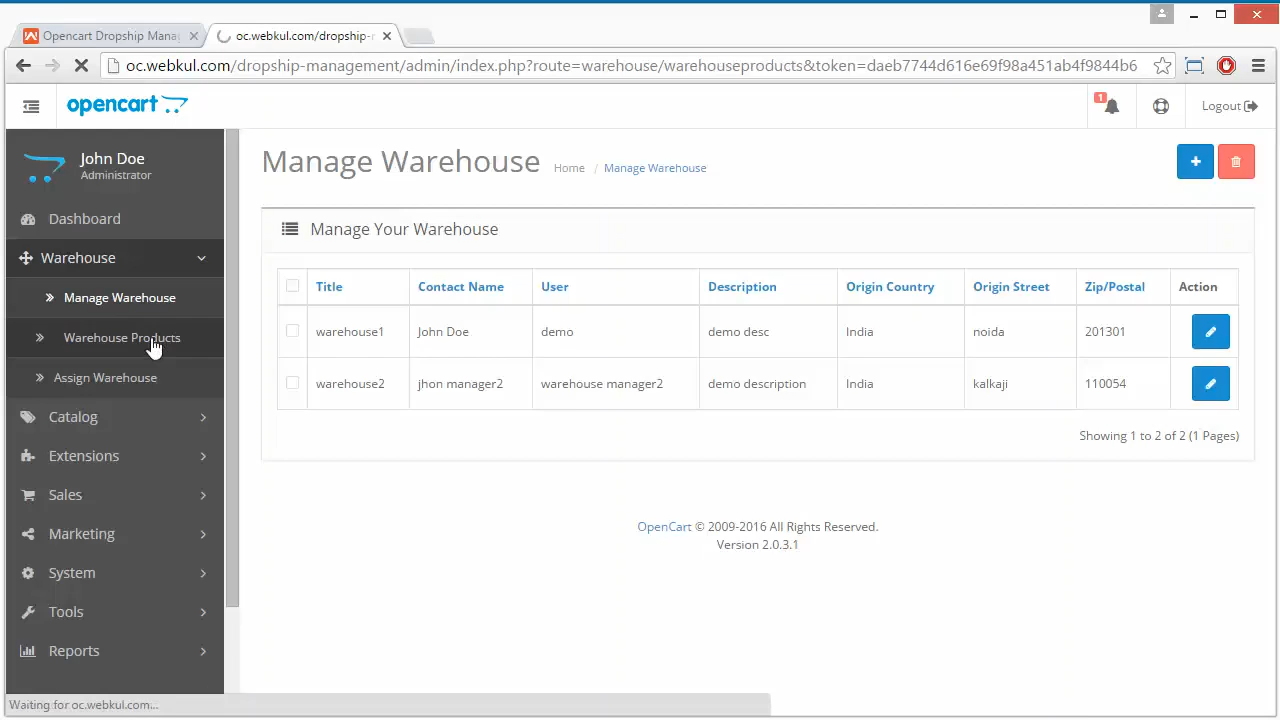 Opencart Dropship Mana
oc.webkul.com/dropship-r
oc.webkul.com/dropship-management/admin/index.php?route=warehouse/warehouseproducts&token=daeb7744d616e69f98a451ab4f9844b6
opencart
1
Logout
John Doe
Administrator
Dashboard
Warehouse
Manage Warehouse
Warehouse Products
Assign Warehouse
Catalog
Extensions
Sales
Marketing
System
Tools
Reports
Manage Warehouse Home / Manage Warehouse
Manage Your Warehouse
Title Contact Name User Description Origin Country Origin Street Zip/Postal Action
warehouse1 John Doe demo demo desc India noida 201301
warehouse2 jhon manager2 warehouse manager2 demo description India kalkaji 110054
Showing 1 to 2 of 2 (1 Pages)
OpenCart © 2009-2016 All Rights Reserved.
Version 2.0.3.1
Waiting for oc.webkul.com...